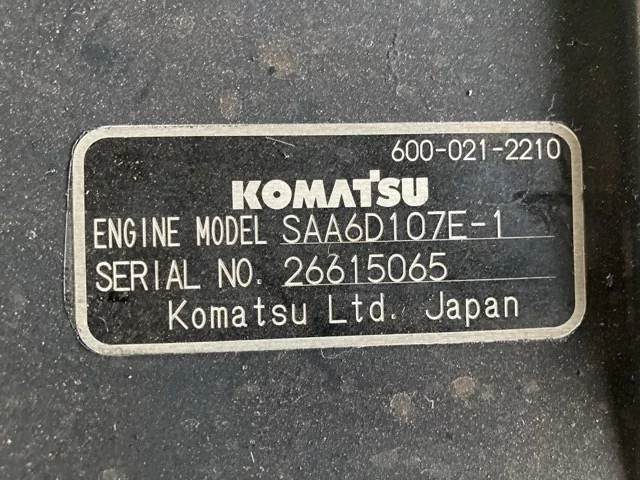 600-021-2210
KOMATSU
ENGINE MODEL SAA6D107E-1
SERIAL NO. 26615065
Komatsu Ltd. Japan